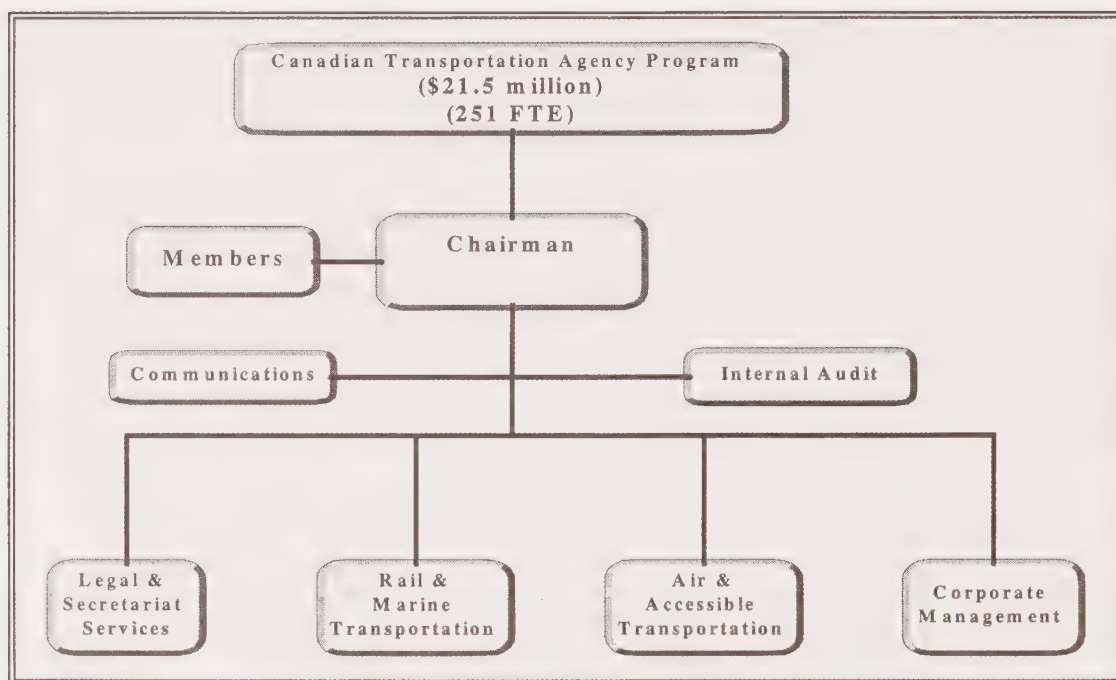 Canadian Transportation Agency Program
($21.5 million)
(251 FTE)
Chairman
Members
Communications
Internal Audit
Legal &
Secretariat
Services
Rail &
Marine
Transportation
Air &
Accessible
Transportation
Corporate
Management